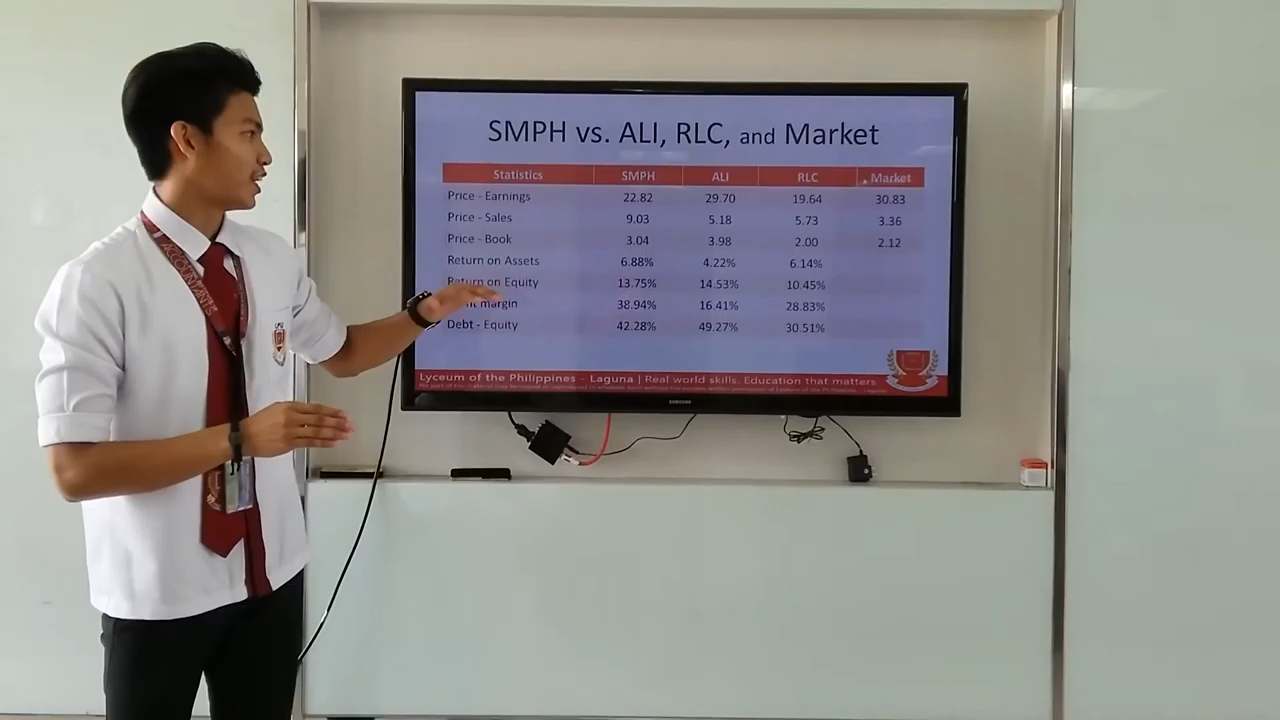 SMPH vs. ALI, RLC, and Market
Statistics SMPH ALI RLC Market
Price - Earnings 22.82 29.70 19.64 30.83
Price - Sales 9.03 5.18 5.73 3.36
Price - Book 3.04 3.98 2.00 2.12
Return on Assets 6.88% 4.22% 6.14%
Return on Equity 13.75% 14.53% 10.45%
margin 38.94% 16.41% 28.83%
Debt - Equity 42.28% 49.27% 30.51%
Lyceum of the Philippines - Laguna | Real world skills. Education that matters
SAMSUNG
ACCOUNTANTS